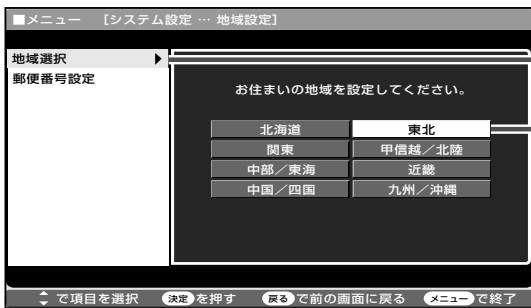 ■メニュー ［システム設定 … 地域設定］
地域選択
郵便番号設定
お住まいの地域を設定してください。
北海道 東北
関東 甲信越／北陸
中部／東海 近畿
中国／四国 九州／沖縄
で項目を選択 決定を押す 戻るで前の画面に戻る メニューで終了